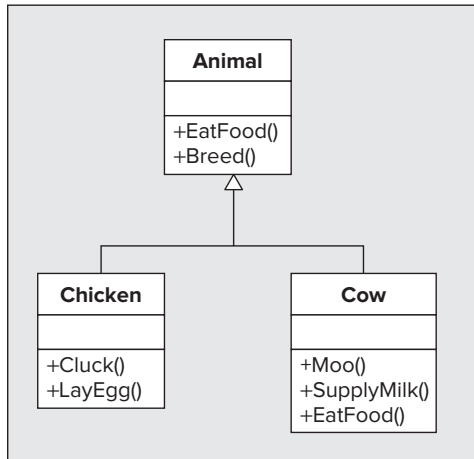 Animal
+EatFood()
+Breed()
Chicken
+Cluck()
+LayEgg()
Cow
+Moo()
+SupplyMilk()
+EatFood()